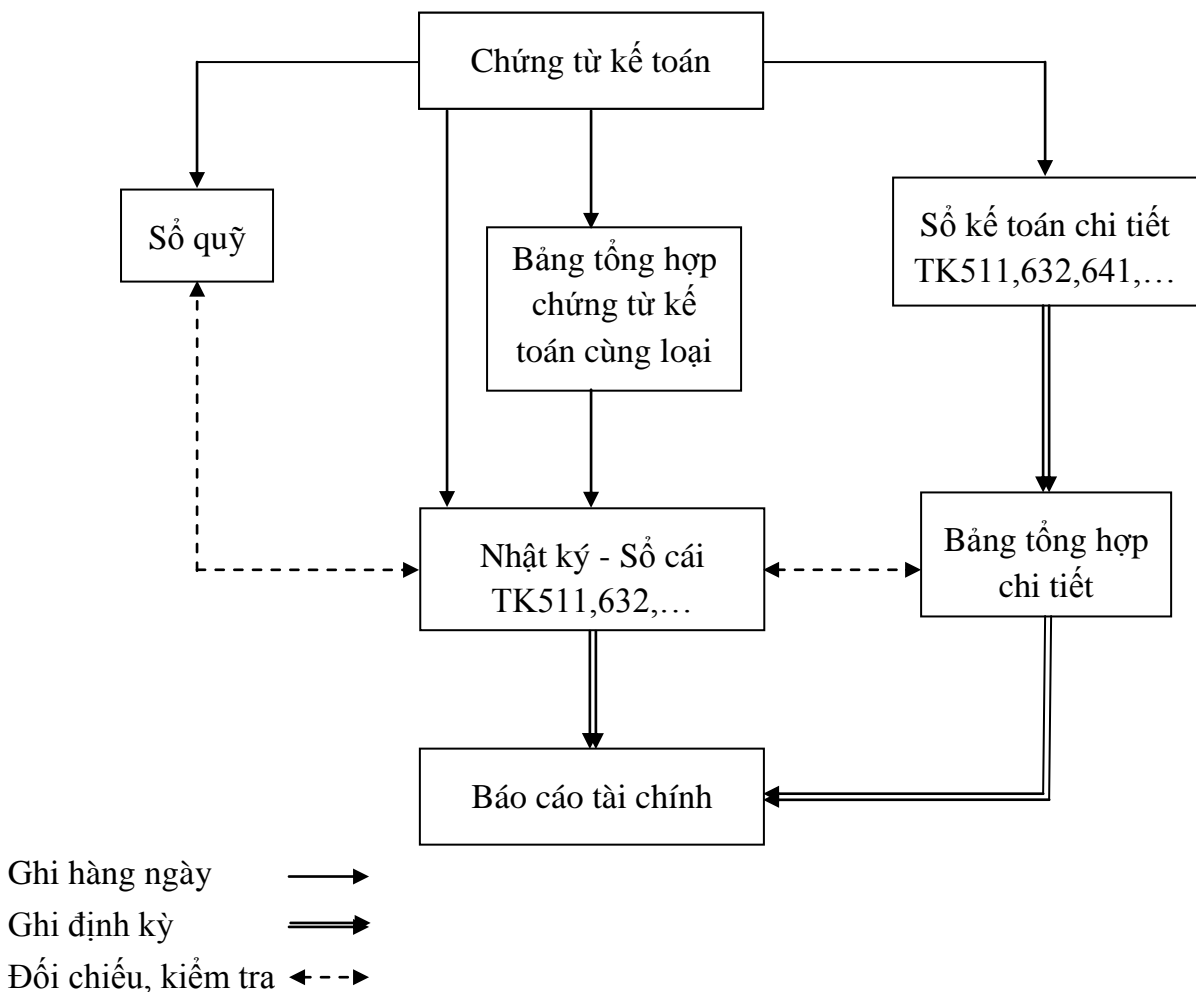 Chứng từ kế toán
Sổ quỹ
Bảng tổng hợp
chứng từ kế
toán cùng loại
Sổ kế toán chi tiết
TK511,632,641,…
Nhật ký - Sổ cái
TK511,632,…
Bảng tổng hợp
chi tiết
Báo cáo tài chính
Ghi hàng ngày
Ghi định kỳ
Đối chiếu, kiểm tra